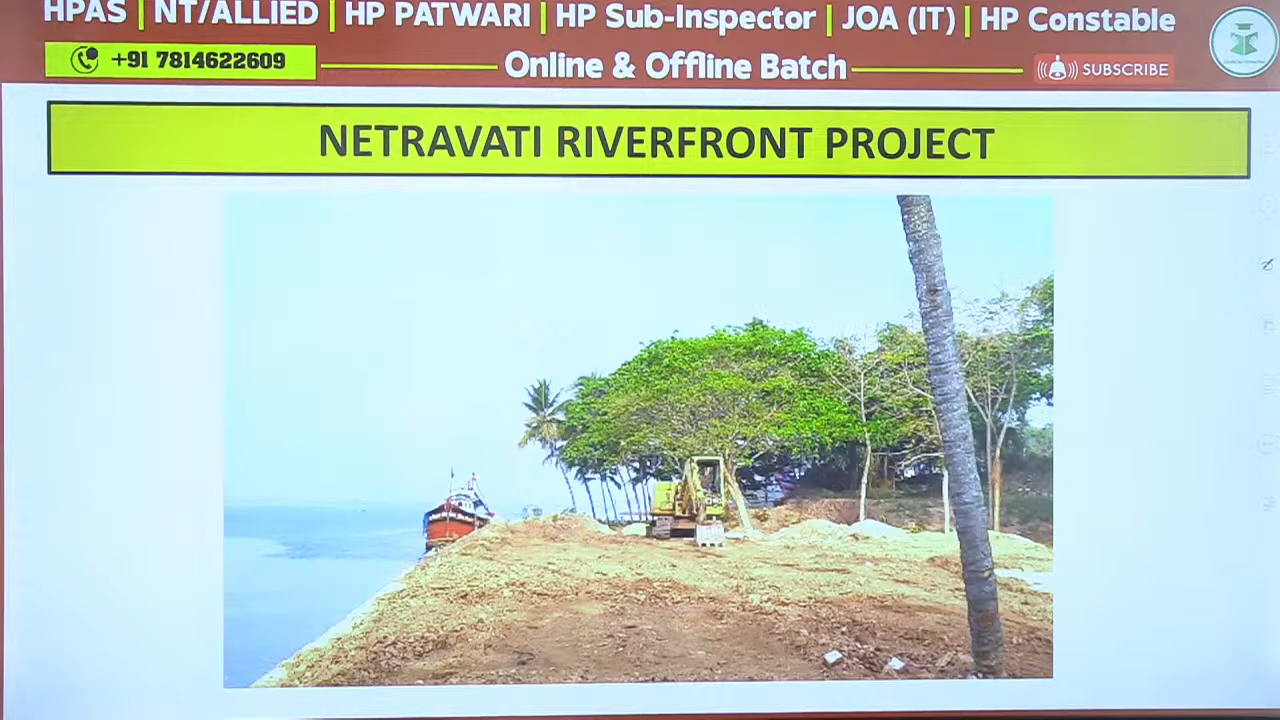 HPAS | NT/ALLIED | HP PATWARI | HP Sub-Inspector | JOA (IT) | HP Constable
+91 7814622609
Online & Offline Batch
SUBSCRIBE
NETRAVATI RIVERFRONT PROJECT